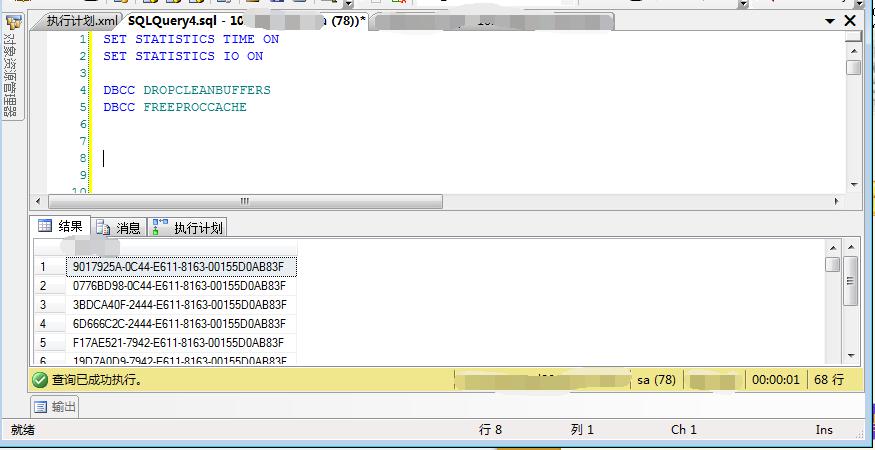 执行计划.xml SQLQuery4.sql - 10 a (78))*
对象资源管理器
1 SET STATISTICS TIME ON
2 SET STATISTICS IO ON
3
4 DBCC DROPCLEANBUFFERS
5 DBCC FREEPROCCACHE
6
7
8
9
10
结果 消息 执行计划
1 9017925A-0C44-E611-8163-00155D0AB83F
2 0776BD98-0C44-E611-8163-00155D0AB83F
3 3BDCA40F-2444-E611-8163-00155D0AB83F
4 6D666C2C-2444-E611-8163-00155D0AB83F
5 F17AE521-7942-E611-8163-00155D0AB83F
6 19D7A0D9-7942-E611-8163-00155D0AB83F
查询已成功执行。 sa (78) 00:00:01 68 行
输出
就绪 行 8 列 1 Ch 1 Ins